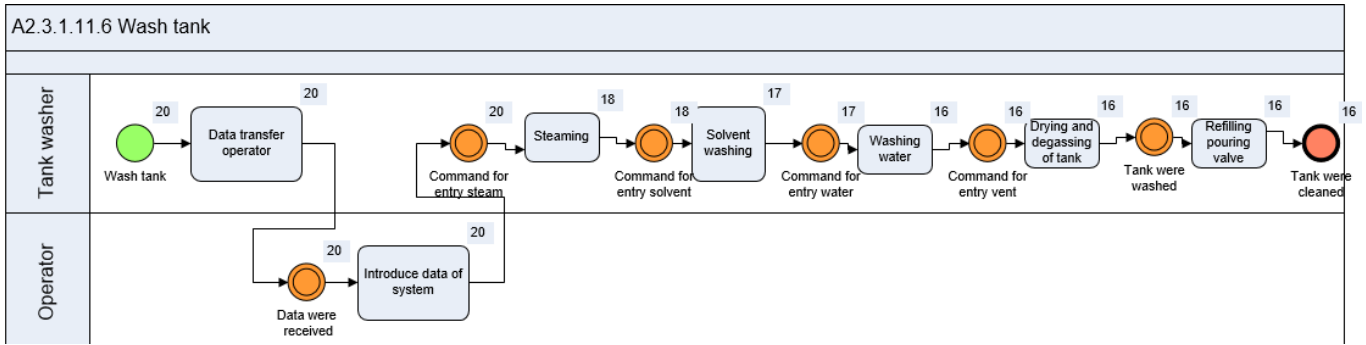 A2.3.1.11.6 Wash tank
Tank washer
20
Wash tank
20
Data transfer
operator
20
Command for
entry steam
18
Steaming
18
Command for
entry solvent
17
Solvent
washing
17
Command for
entry water
16
Washing
water
16
Command for
entry vent
16
Drying and
degassing
of tank
16
Tank were
washed
16
Refilling
pouring
valve
16
Tank were
cleaned
Operator
20
Data were
received
20
Introduce data of
system